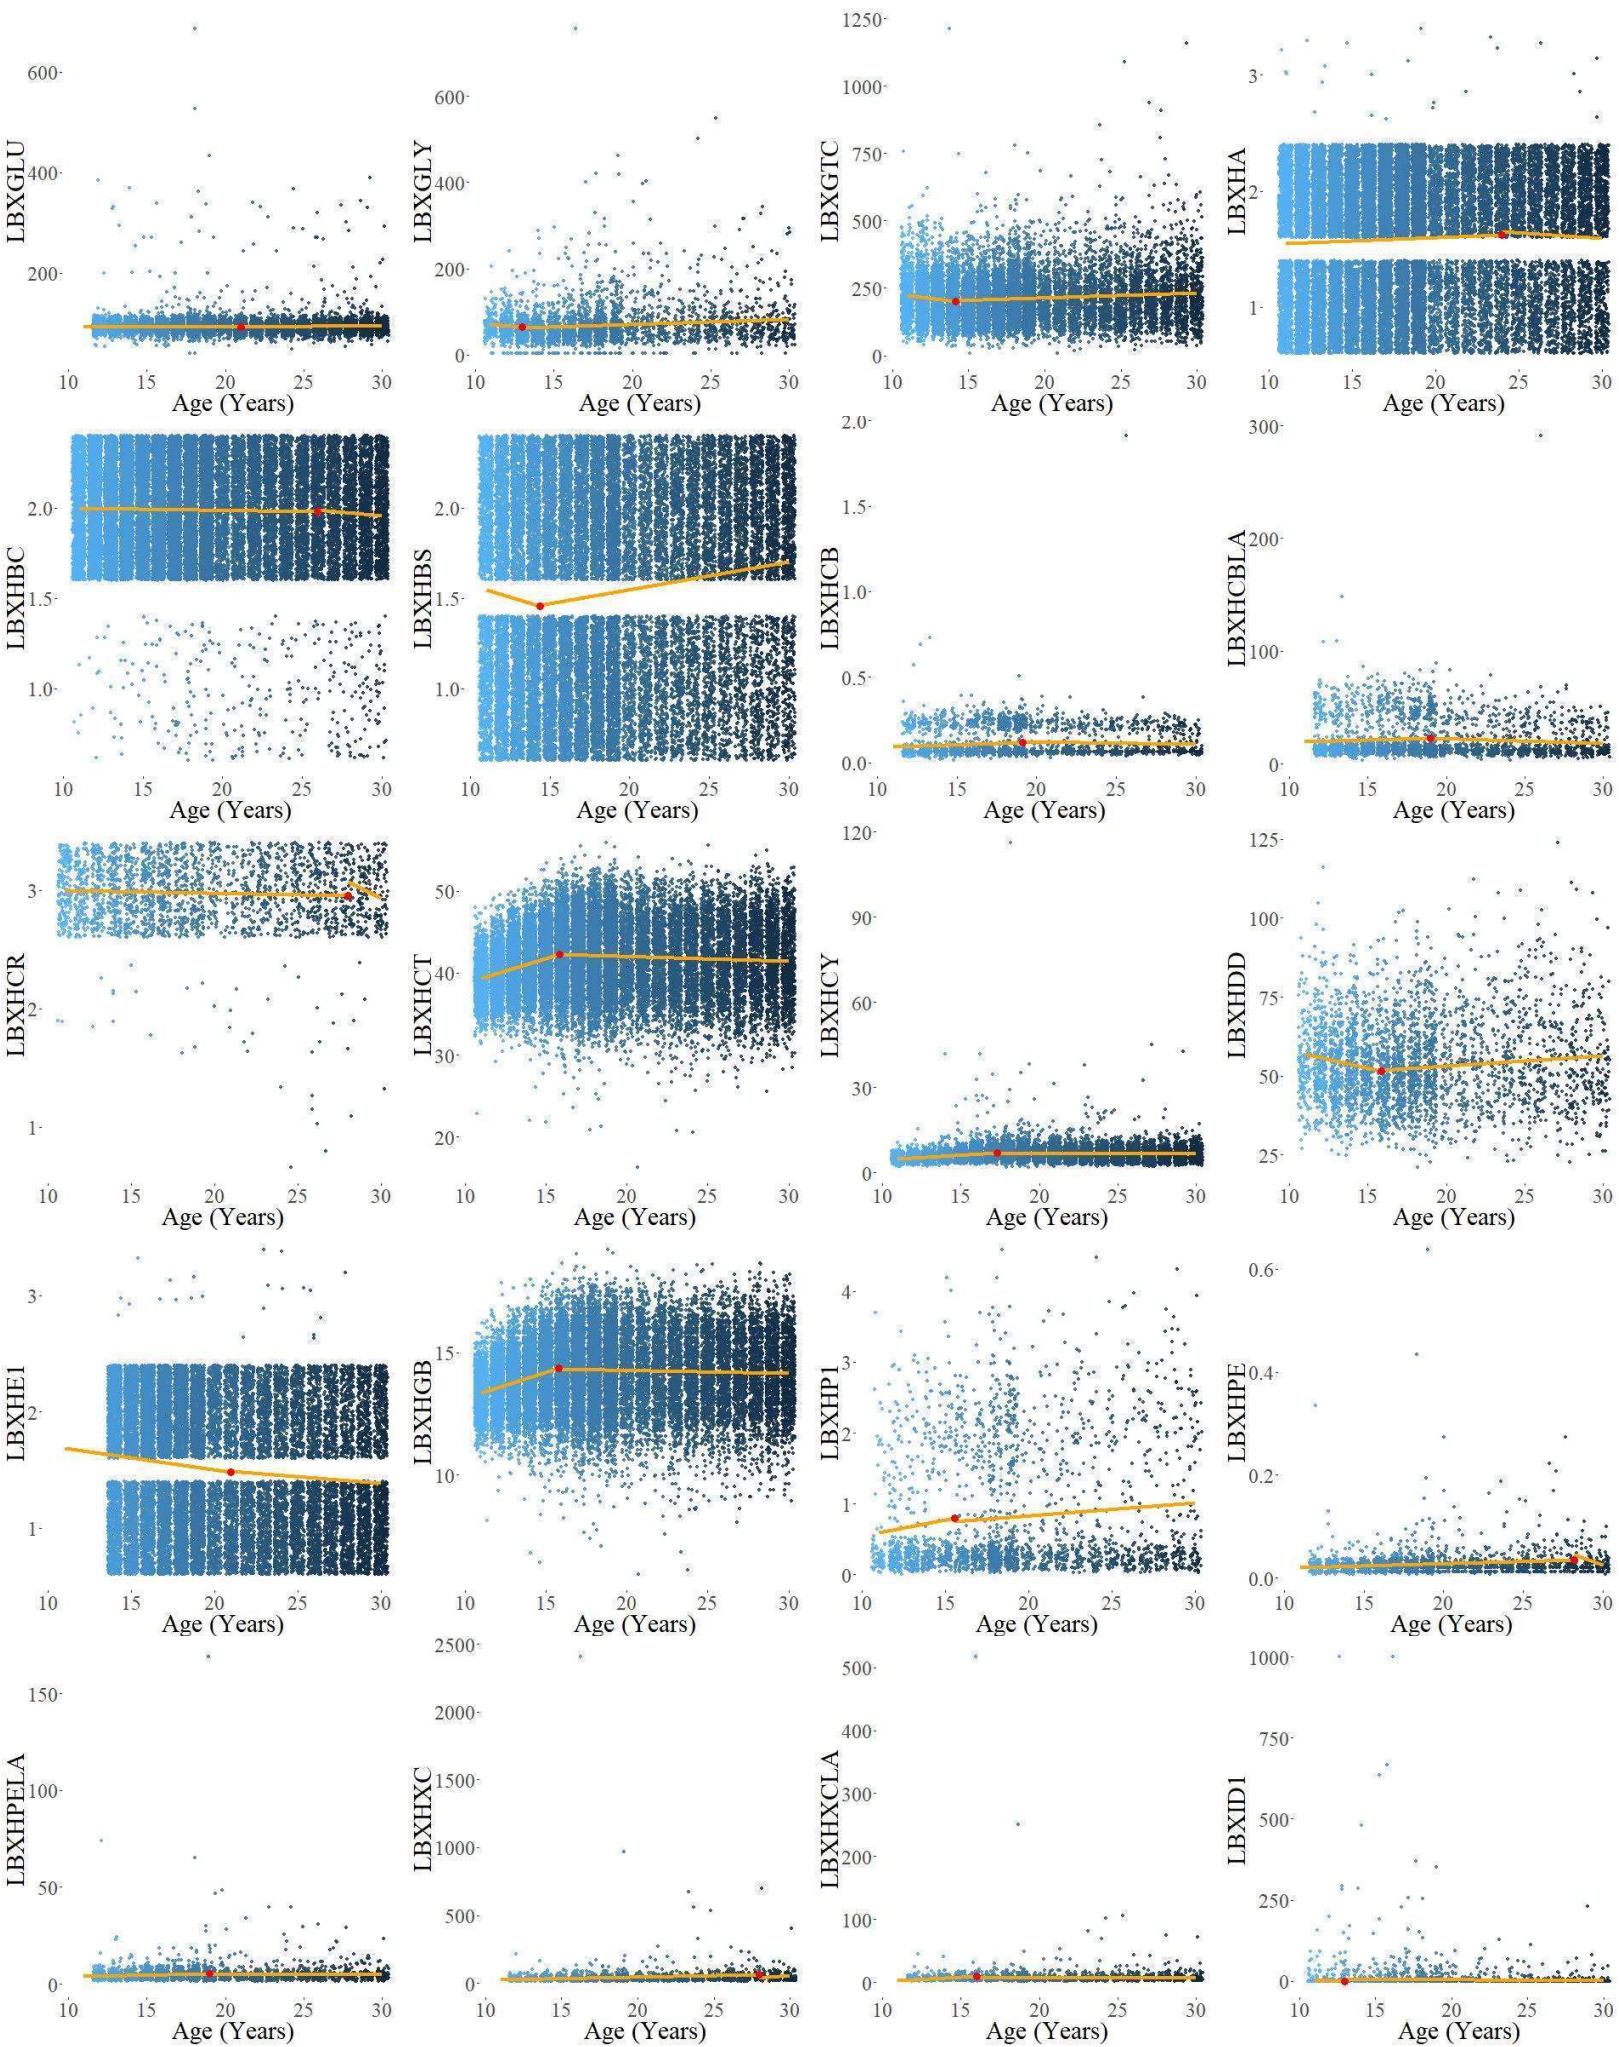 LBXGLU
600
400
200
10 15 20 25 30
Age (Years)
LBXGLY
600
400
200
0
10 15 20 25 30
Age (Years)
LBXGTC
1250
1000
750
500
250
0
10 15 20 25 30
Age (Years)
LBXHA
3
2
1
10 15 20 25 30
Age (Years)
LBXHBC
2.0
1.5
1.0
10 15 20 25 30
Age (Years)
LBXHBS
2.0
1.5
1.0
10 15 20 25 30
Age (Years)
LBXHCB
2.0
1.5
1.0
0.5
0.0
10 15 20 25 30
Age (Years)
LBXHCBLA
300
200
100
0
10 15 20 25 30
Age (Years)
LBXHCR
3
2
1
10 15 20 25 30
Age (Years)
LBXHCT
50
40
30
20
10 15 20 25 30
Age (Years)
LBXHCY
120
90
60
30
0
10 15 20 25 30
Age (Years)
LBXHDD
125
100
75
50
25
10 15 20 25 30
Age (Years)
LBXHE1
3
2
1
10 15 20 25 30
Age (Years)
LBXHGB
15
10
10 15 20 25 30
Age (Years)
LBXHP1
4
3
2
1
0
10 15 20 25 30
Age (Years)
LBXHPE
0.6
0.4
0.2
0.0
10 15 20 25 30
Age (Years)
LBXHPELA
150
100
50
0
10 15 20 25 30
Age (Years)
LBXHXC
2500
2000
1500
1000
500
0
10 15 20 25 30
Age (Years)
LBXHXCLA
500
400
300
200
100
0
10 15 20 25 30
Age (Years)
LBXID1
1000
750
500
250
0
10 15 20 25 30
Age (Years)